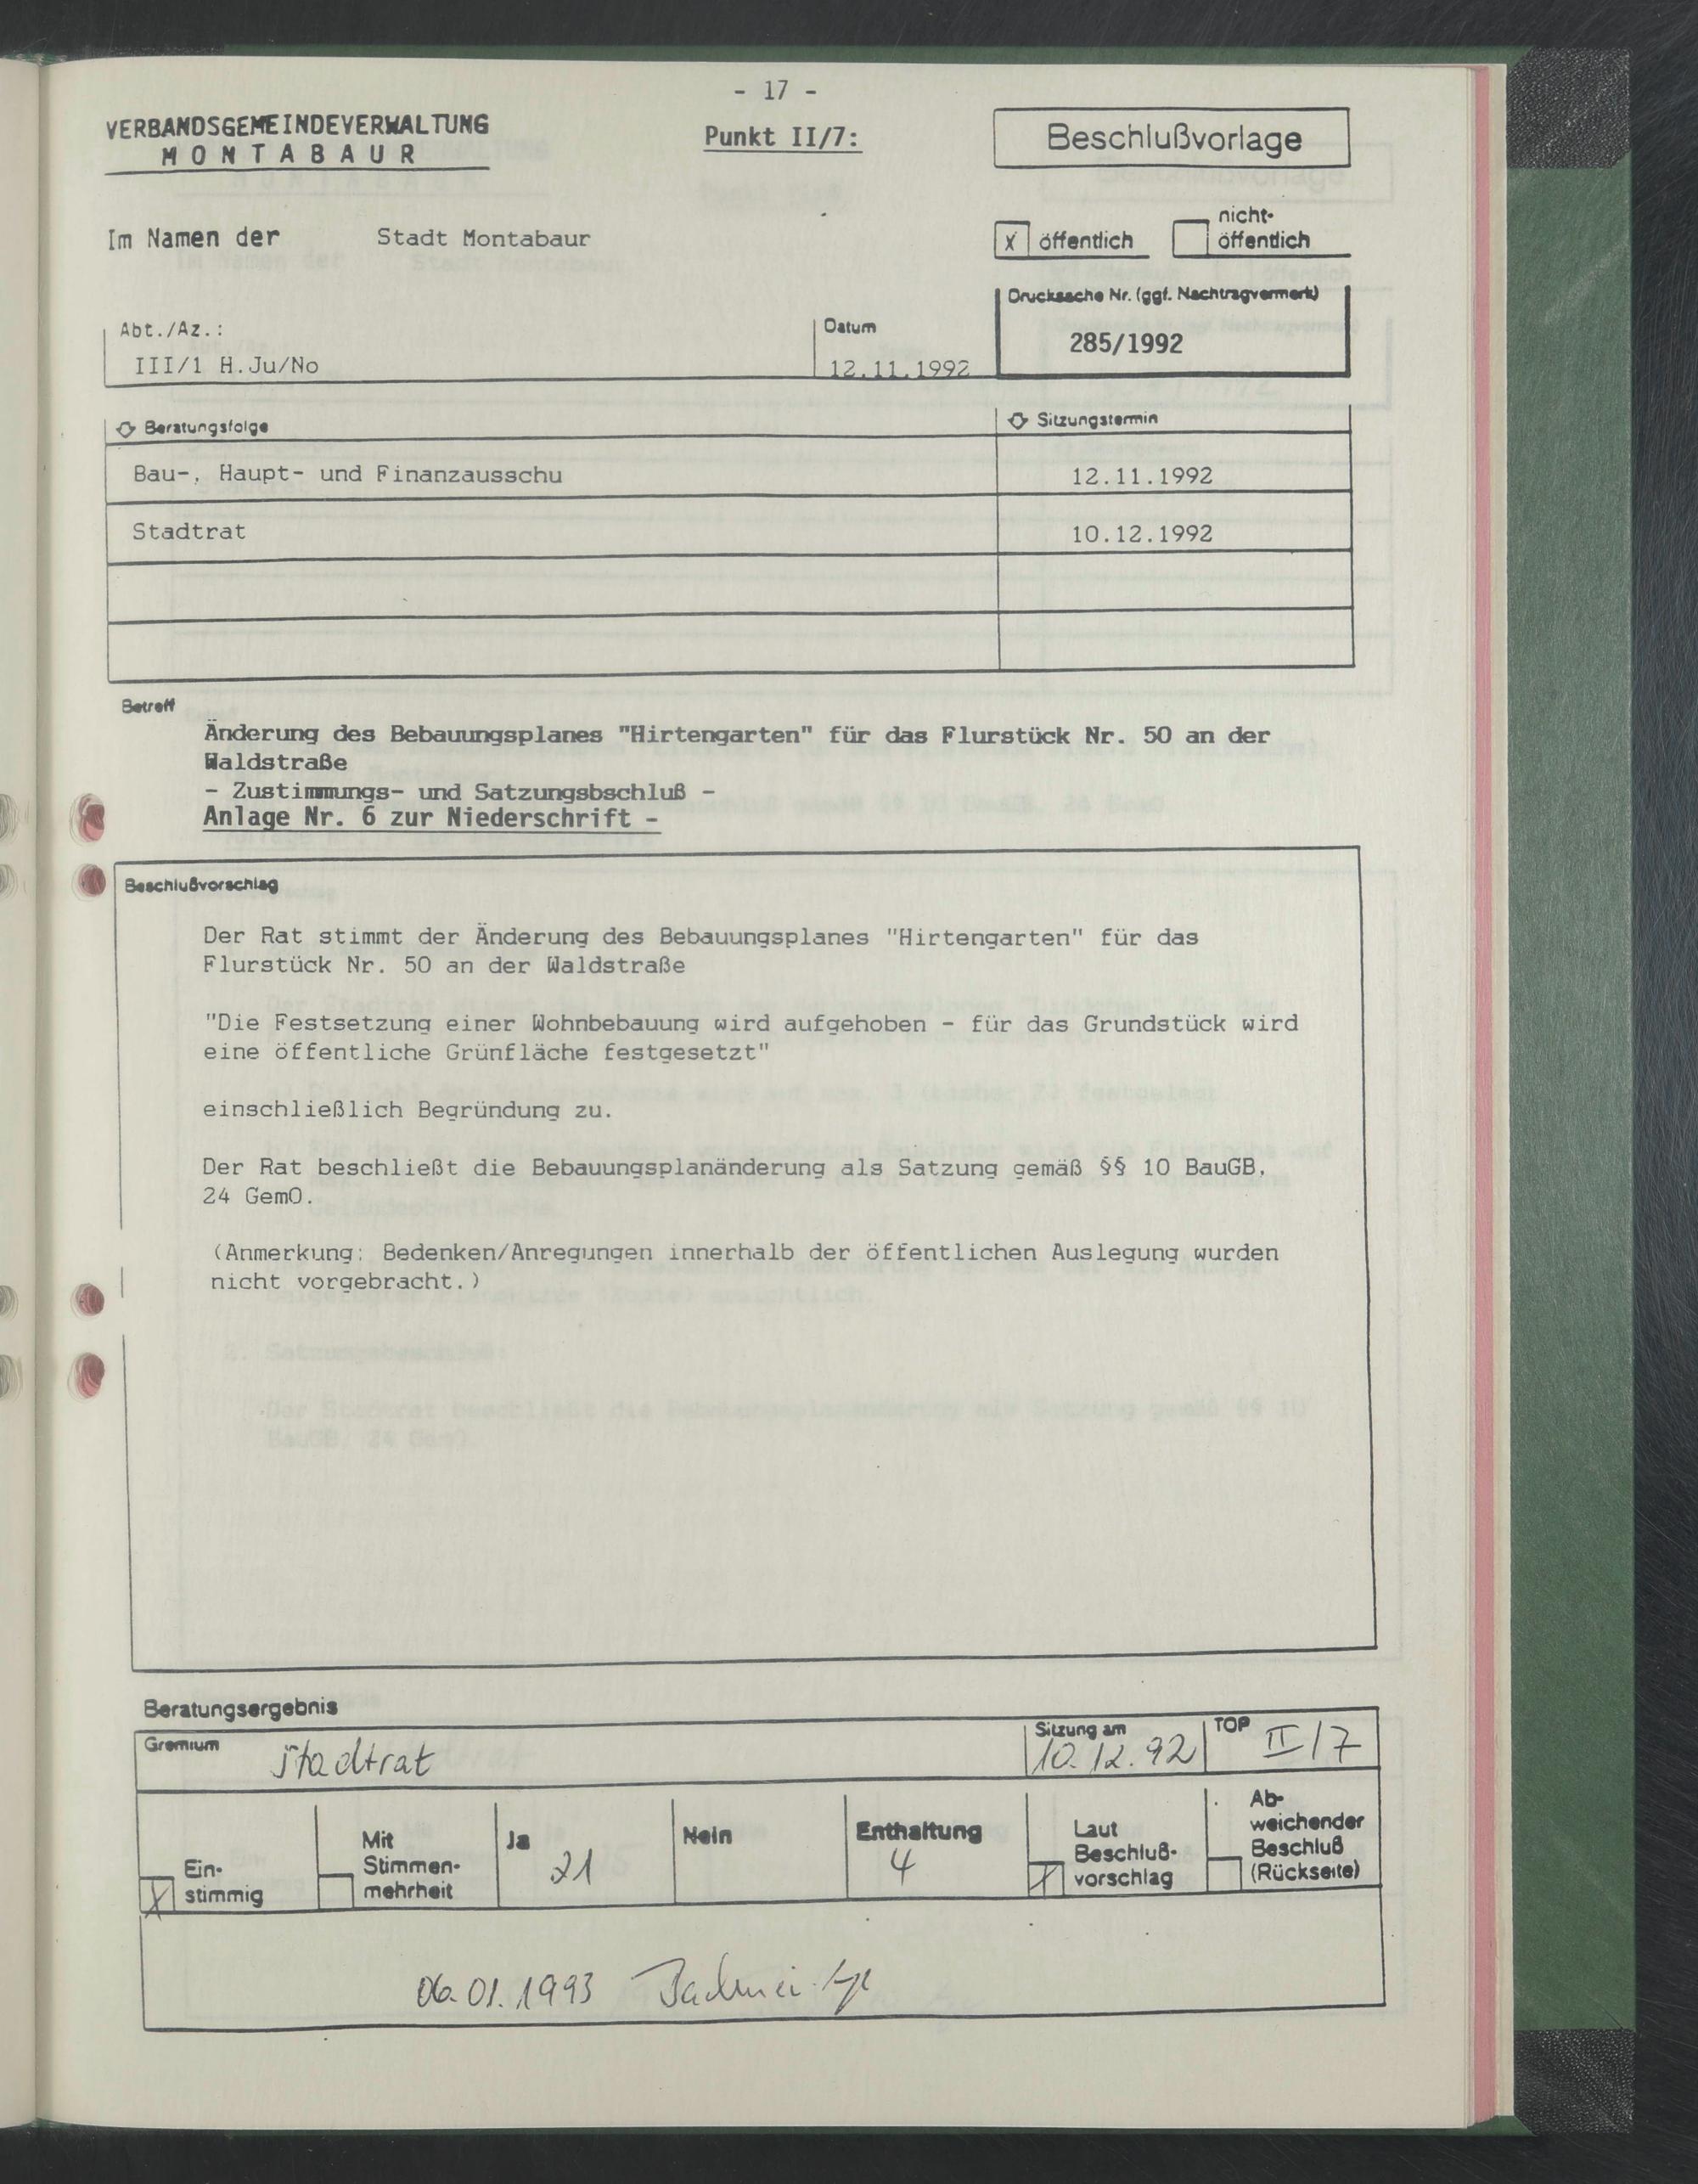 - 17 -
VERBANDSGEMEINDEVERWALTUNG
MONTABAUR
Punkt II/7:
Beschlußvorlage
Im Namen der Stadt Montabaur
x öffentlich
nicht-
öffentlich
Drucksache Nr. (ggf. Nachtragvermerk)
285/1992
Abt./Az.:
III/1 H.Ju/No
Datum
12.11.1992
Beratungsfolge
Sitzungstermin
Bau-, Haupt- und Finanzausschu 12.11.1992
Stadtrat 10.12.1992
Betreff
Änderung des Bebauungsplanes "Hirtengarten" für das Flurstück Nr. 50 an der
Waldstraße
- Zustimmungs- und Satzungsbschluß -
Anlage Nr. 6 zur Niederschrift -
Beschlußvorschlag
Der Rat stimmt der Änderung des Bebauungsplanes "Hirtengarten" für das
Flurstück Nr. 50 an der Waldstraße
"Die Festsetzung einer Wohnbebauung wird aufgehoben - für das Grundstück wird
eine öffentliche Grünfläche festgesetzt"
einschließlich Begründung zu.
Der Rat beschließt die Bebauungsplanänderung als Satzung gemäß §§ 10 BauGB,
24 GemO.
(Anmerkung: Bedenken/Anregungen innerhalb der öffentlichen Auslegung wurden
nicht vorgebracht.)
Beratungsergebnis
Gremium
Stadtrat
Sitzung am
10.12.92
TOP
II/7
Ein-
stimmig
x
Mit
Stimmen-
mehrheit
Ja
21
Nein
Enthaltung
4
Laut
Beschluß-
vorschlag
x
Ab-
weichender
Beschluß
(Rückseite)
06.01.1993